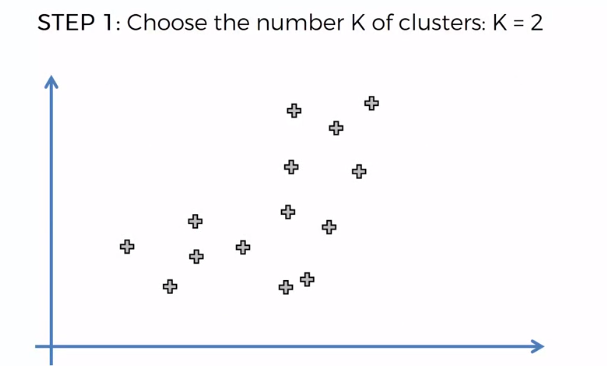 STEP 1: Choose the number K of clusters: K = 2